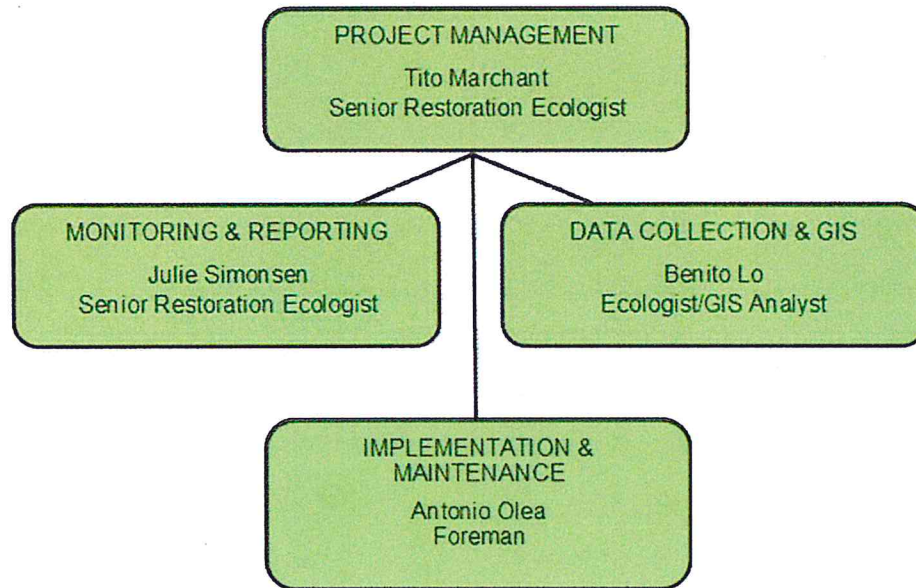 PROJECT MANAGEMENT
Tito Marchant
Senior Restoration Ecologist
MONITORING & REPORTING
Julie Simonsen
Senior Restoration Ecologist
DATA COLLECTION & GIS
Benito Lo
Ecologist/GIS Analyst
IMPLEMENTATION &
MAINTENANCE
Antonio Olea
Foreman